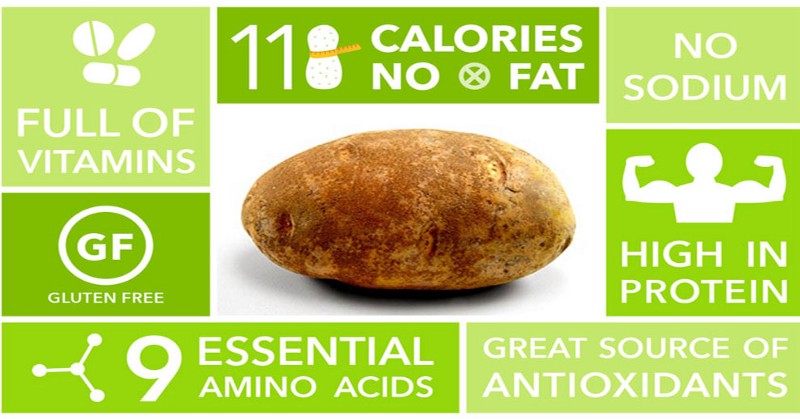 FULL OF
VITAMINS
118 CALORIES
NO FAT
NO
SODIUM
GF
GLUTEN FREE
HIGH IN
PROTEIN
9 ESSENTIAL
AMINO ACIDS
GREAT SOURCE OF
ANTIOXIDANTS